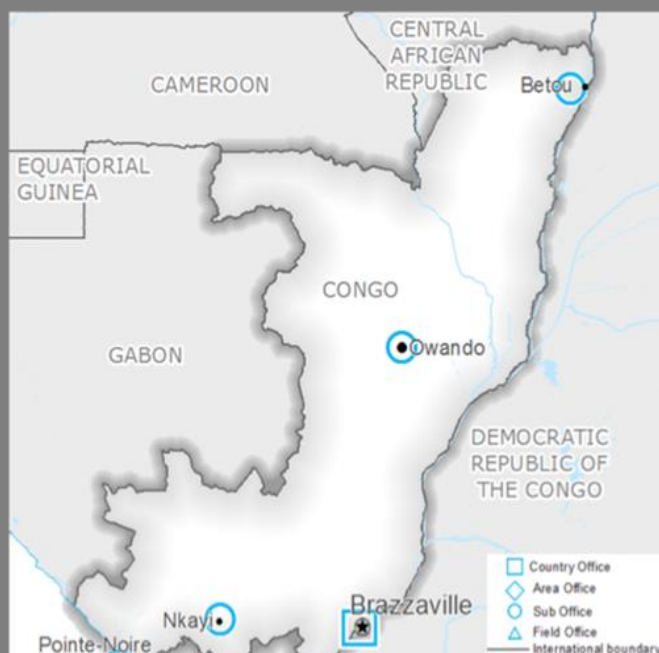 CENTRAL
AFRICAN
REPUBLIC
CAMEROON
Betou
EQUATORIAL
GUINEA
CONGO
GABON
Owando
DEMOCRATIC
REPUBLIC OF
THE CONGO
Country Office
Area Office
Sub Office
Field Office
International boundary
Brazzaville
Nkayi
Pointe-Noire